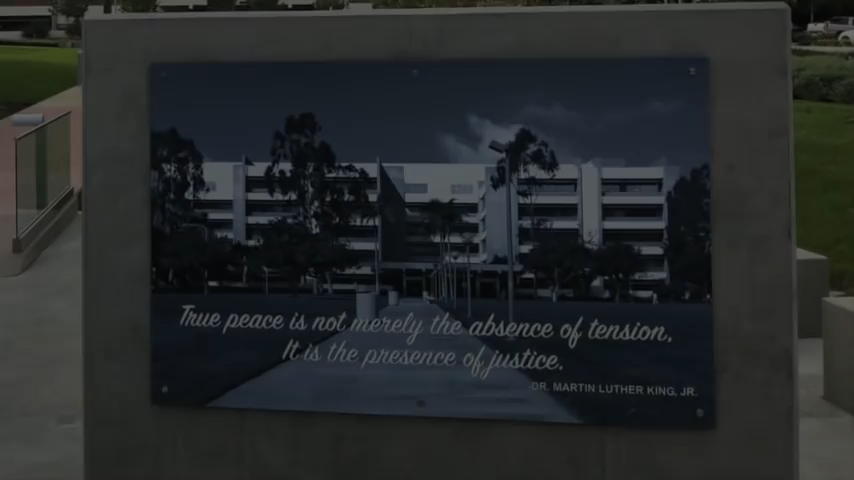 True peace is not merely the absence of tension.
It is the presence of justice.
-DR. MARTIN LUTHER KING, JR.